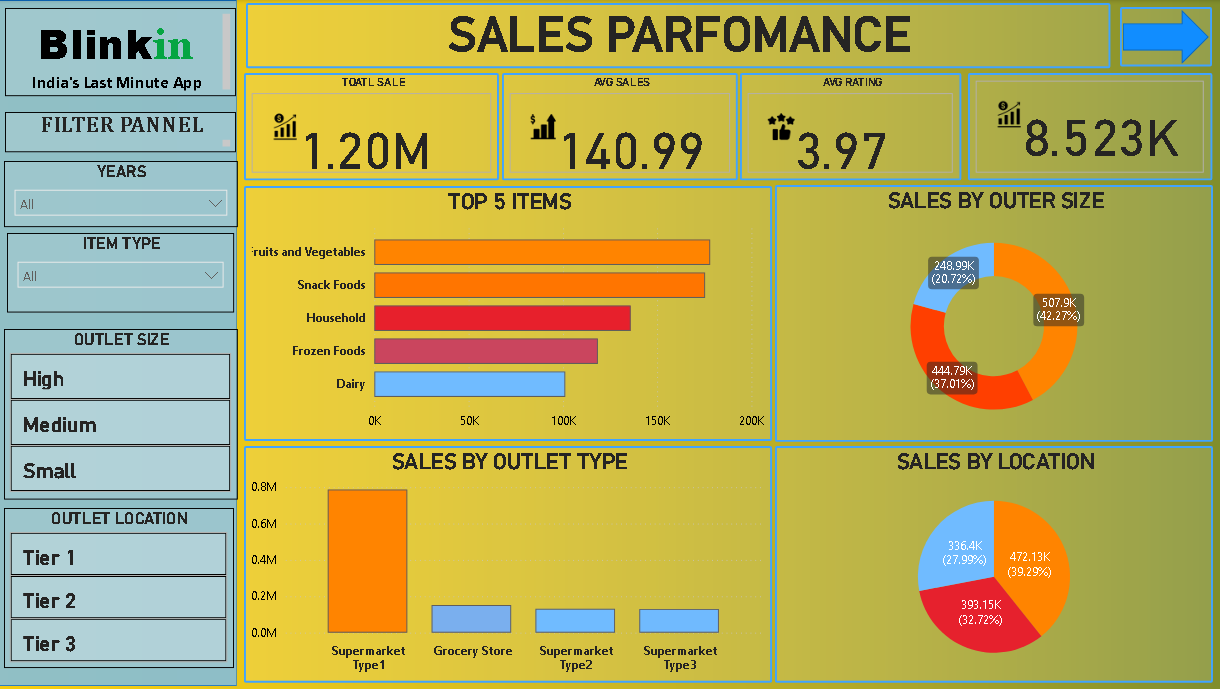 Blinkin
India's Last Minute App
FILTER PANNEL
YEARS
All
ITEM TYPE
All
OUTLET SIZE
High
Medium
Small
OUTLET LOCATION
Tier 1
Tier 2
Tier 3
SALES PARFOMANCE
TOATL SALE
1.20M
AVG SALES
140.99
AVG RATING
3.97
8.523K
TOP 5 ITEMS
Fruits and Vegetables
Snack Foods
Household
Frozen Foods
Dairy
0K 50K 100K 150K 200K
SALES BY OUTER SIZE
248.99K
(20.72%)
507.9K
(42.27%)
444.79K
(37.01%)
SALES BY OUTLET TYPE
0.8M
0.6M
0.4M
0.2M
0.0M
Supermarket
Type1
Grocery Store
Supermarket
Type2
Supermarket
Type3
SALES BY LOCATION
336.4K
(27.99%)
472.13K
(39.29%)
393.15K
(32.72%)